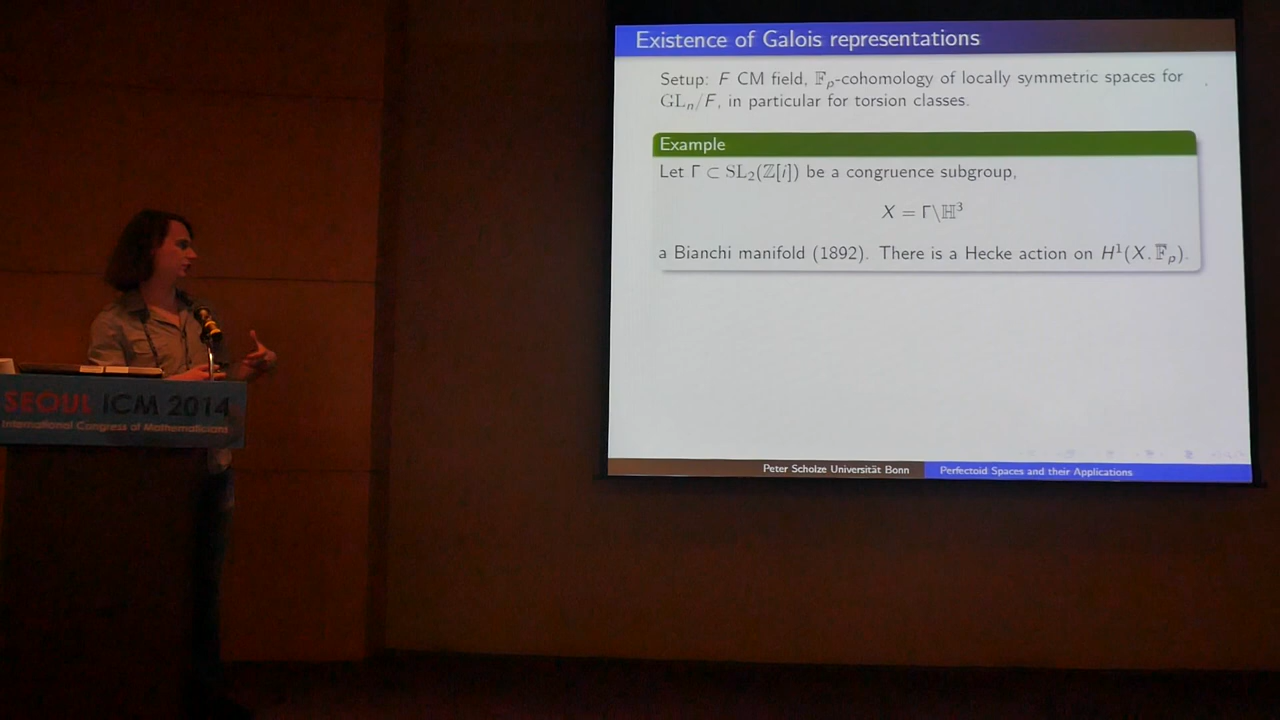 Existence of Galois representations
Setup: F CM field, 𝔽ₚ-cohomology of locally symmetric spaces for
GLₙ/F, in particular for torsion classes.
Example
Let Γ ⊂ SL₂(ℤ[i]) be a congruence subgroup,
X = Γ\ℍ³
a Bianchi manifold (1892). There is a Hecke action on H¹(X, 𝔽̅ₚ).
Peter Scholze Universität Bonn
Perfectoid Spaces and their Applications
SEOUL ICM 2014
International Congress of Mathematicians